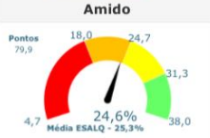 Amido
Pontos
79,9
18,0
24,7
31,3
4,7
38,0
24,6%
Média ESALQ - 25,3%